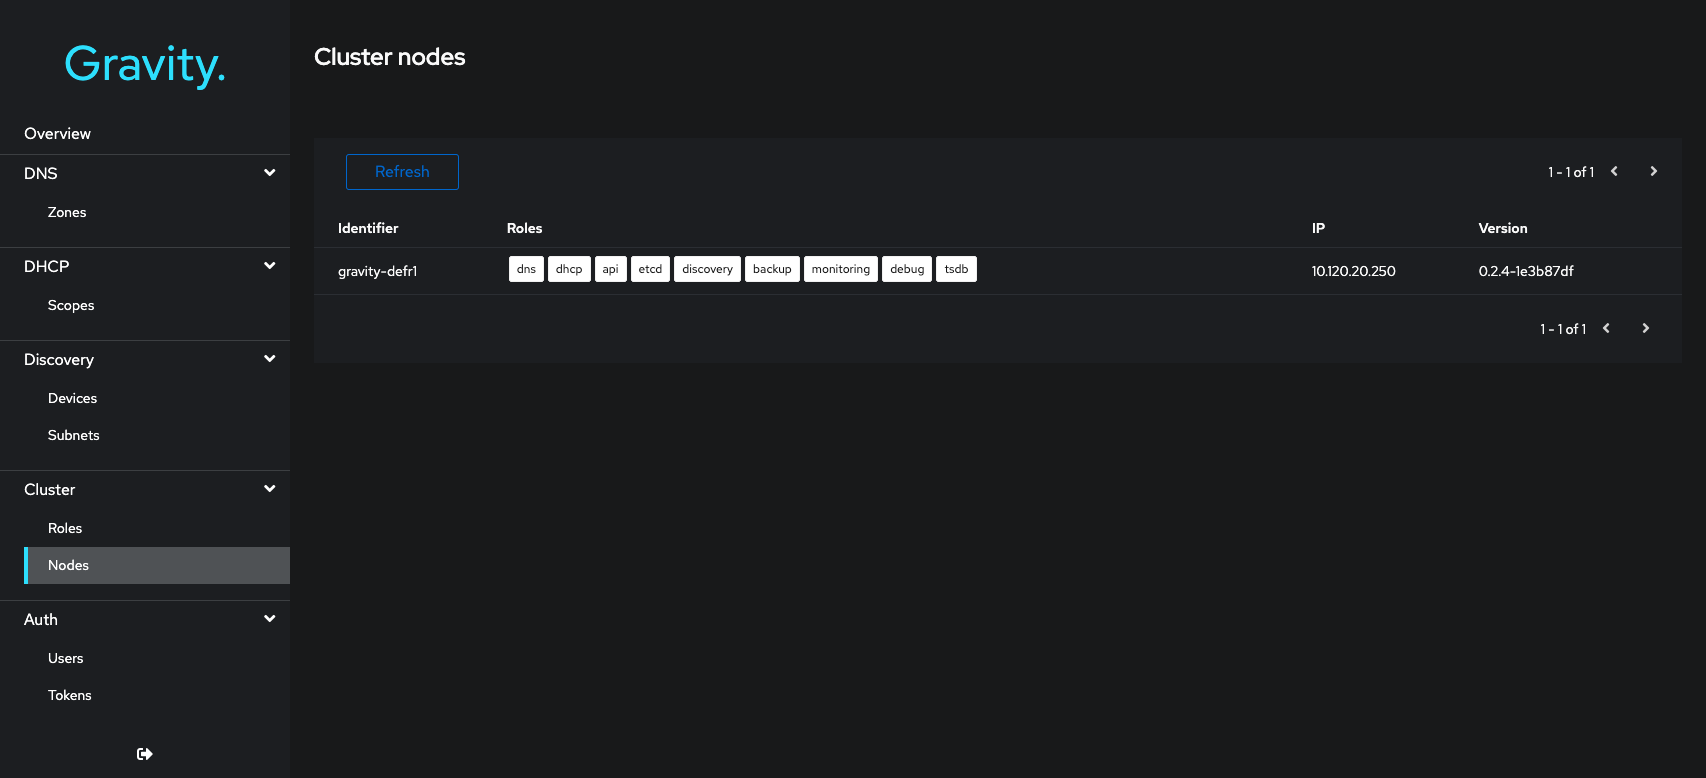 Gravity.
Overview
DNS
Zones
DHCP
Scopes
Discovery
Devices
Subnets
Cluster
Roles
Nodes
Auth
Users
Tokens
Cluster nodes
Refresh
1 - 1 of 1
Identifier Roles IP Version
gravity-defr1 dns dhcp api etcd discovery backup monitoring debug tsdb 10.120.20.250 0.2.4-1e3b87df
1 - 1 of 1